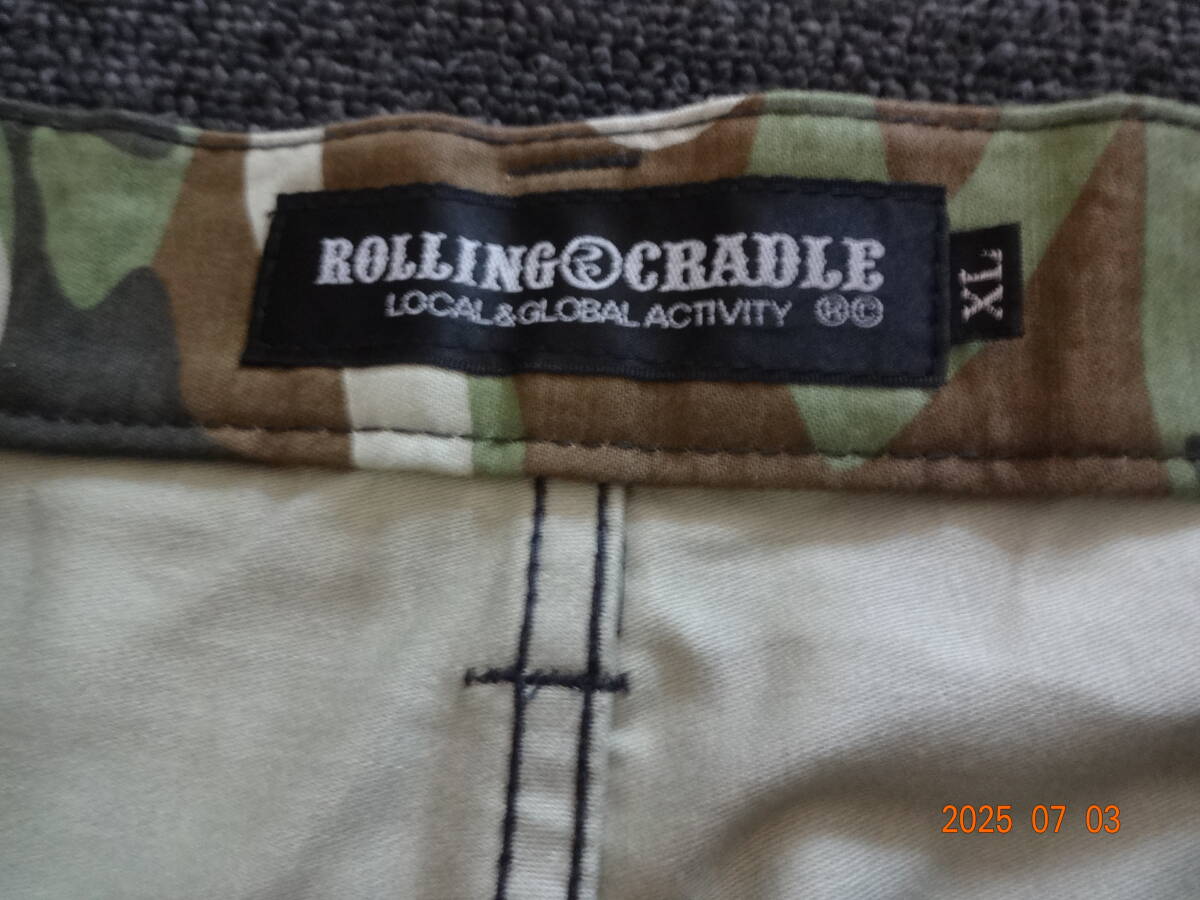 ROLLING CRADLE
LOCAL&GLOBAL ACTIVITY ®©
XL
2025 07 03